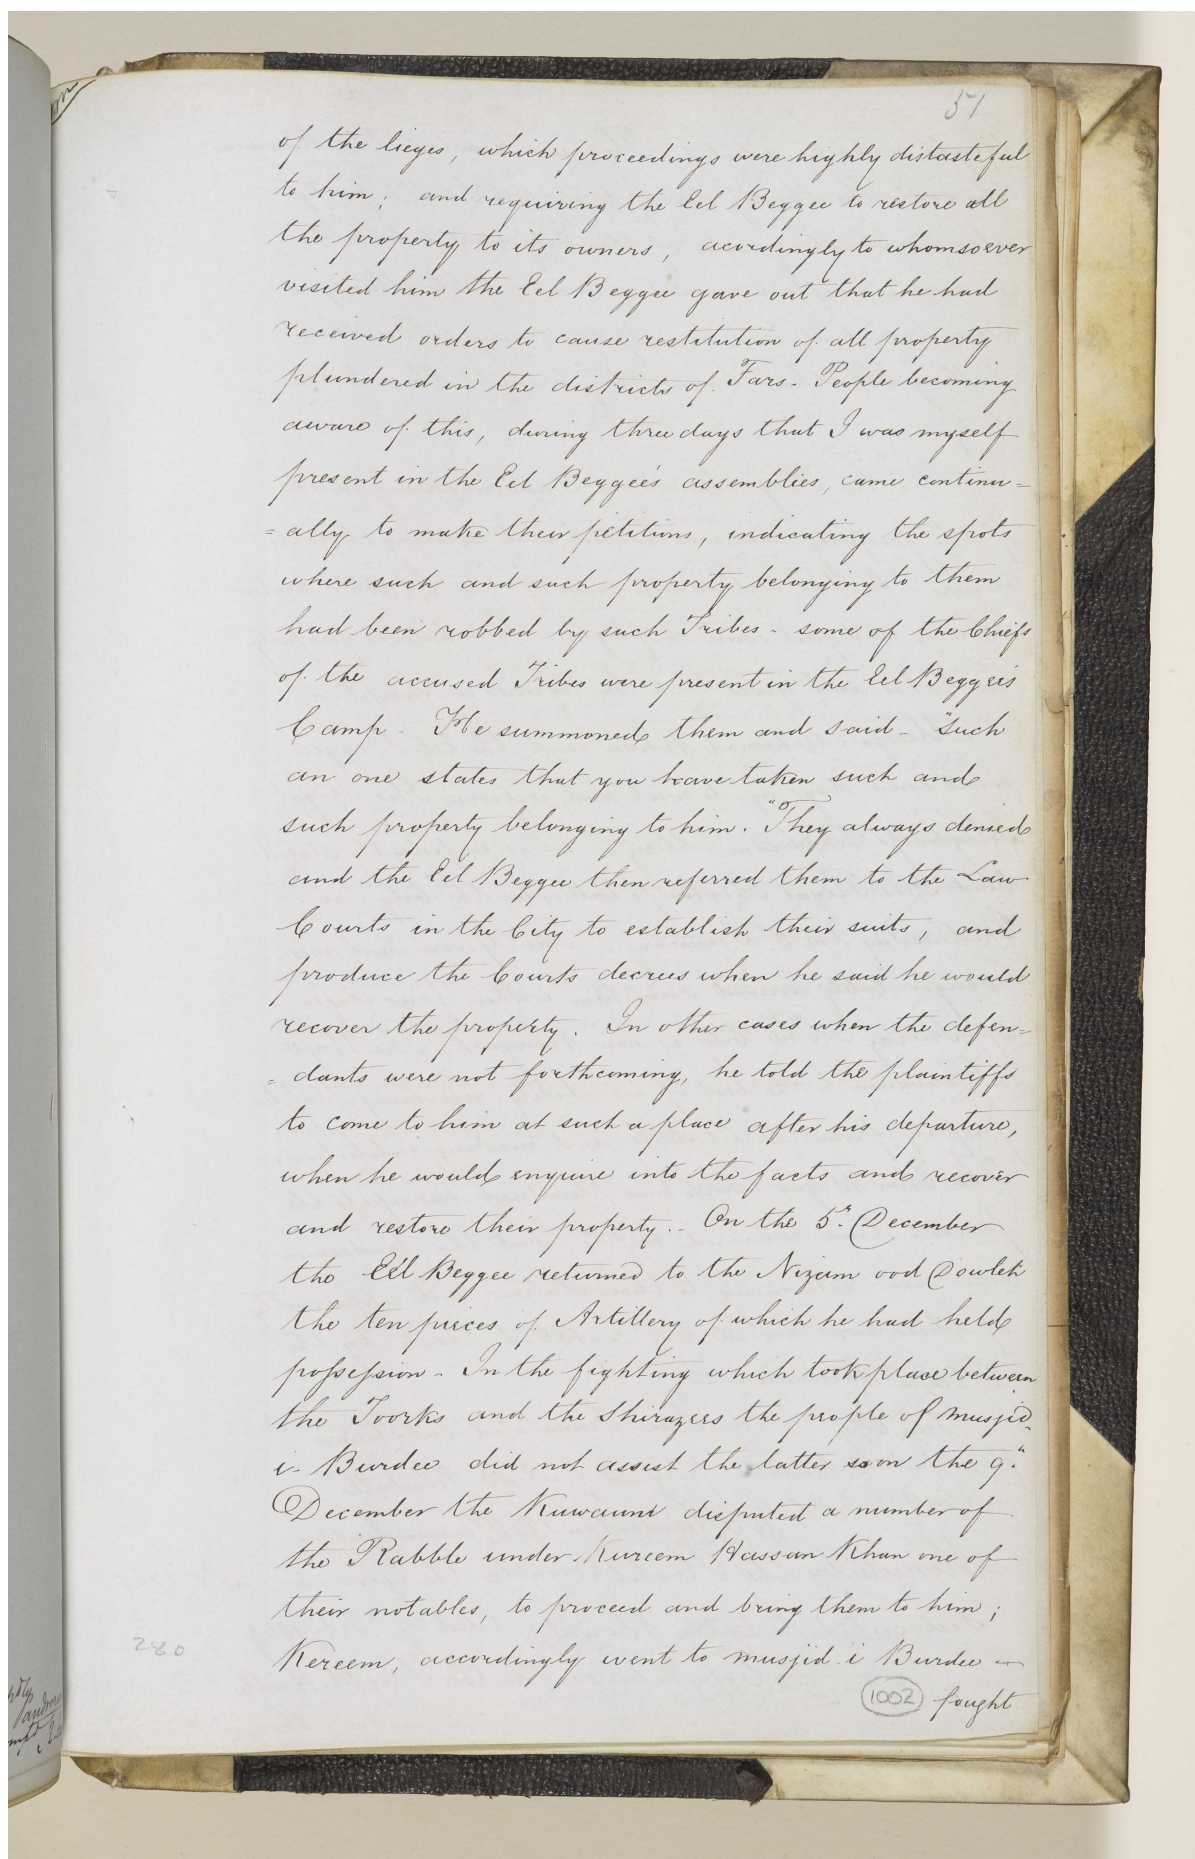 51
of the lieges, which proceedings were highly distasteful
to him; and requiring the Eel Beggee to restore all
the property to its owners, acordingly to whomsoever
visited him the Eel Beggee gave out that he had
received orders to cause restitution of all property
plundered in the districts of Fars - People becoming
aware of this, during three days that I was myself
present in the Eel Beggee's assemblies, came continu=
=ally to make their petitions, indicating the spots
where such and such property belonging to them
had been robbed by such Tribes - some of the Chiefs
of the accused Tribes were present in the Eel Beggee's
Camp - He summoned them and said - "Such
an one states that you have taken such and
such property belonging to him." They always denied
and the Eel Beggee then referred them to the Law
Courts in the City to establish their suits, and
produce the Courts decrees when he said he would
recover the property. In other cases when the defen=
=dants were not forthcoming, he told the plaintiffs
to come to him at such a place after his departure,
when he would enquire into the facts and recover
and restore their property. - On the 5th December
the Eel Beggee returned to the Nizam ood Dowleh
the ten pieces of Artillery of which he had held
possession - In the fighting which took place between
the Toorks and the Shirazees the people of Musjid-
i- Burdee did not assist the latter so on the 9th
December the Kuwaum disputed a number of
the Rabble under Kureem Hassan Khan one of
their notables, to proceed and bring them to him;
Kereem, accordingly went to musjid i Burdee -
fought
1002
280